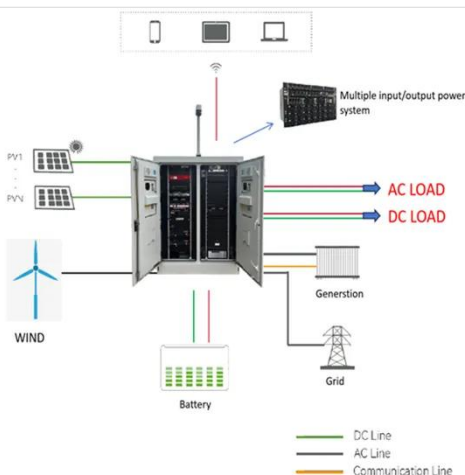 Multiple input/output power
system
PV1
PVN
AC LOAD
DC LOAD
WIND
Generstion
Grid
Battery
DC Line
AC Line
Communication Line